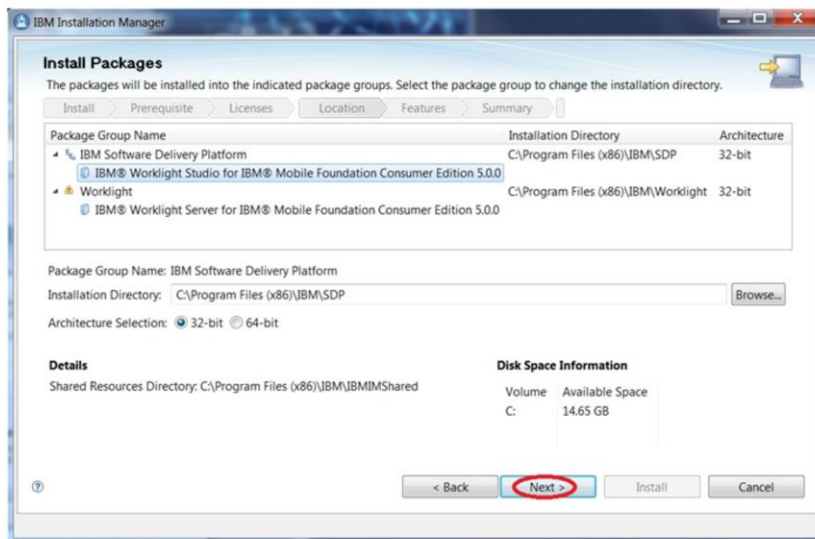 IBM Installation Manager
Install Packages
The packages will be installed into the indicated package groups. Select the package group to change the installation directory.
Install Prerequisite Licenses Location Features Summary
Package Group Name Installation Directory Architecture
IBM Software Delivery Platform C:\Program Files (x86)\IBM\SDP 32-bit
IBM® Worklight Studio for IBM® Mobile Foundation Consumer Edition 5.0.0
Worklight C:\Program Files (x86)\IBM\Worklight 32-bit
IBM® Worklight Server for IBM® Mobile Foundation Consumer Edition 5.0.0
Package Group Name: IBM Software Delivery Platform
Installation Directory: C:\Program Files (x86)\IBM\SDP Browse...
Architecture Selection: 32-bit 64-bit
Details Disk Space Information
Shared Resources Directory: C:\Program Files (x86)\IBM\IBMIMShared
Volume Available Space
C: 14.65 GB
? < Back Next > Install Cancel